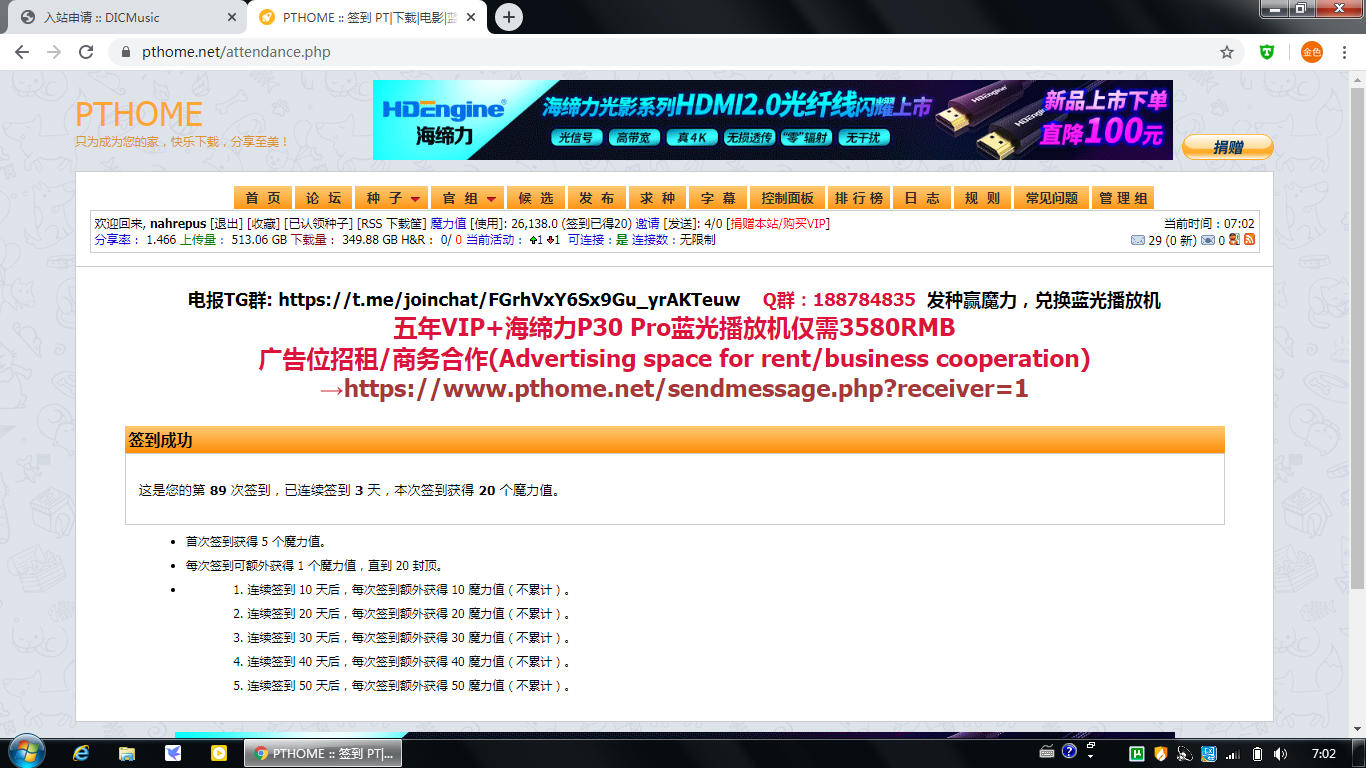 入站申请 :: DICMusic
PTHOME :: 签到 PT|下载|电影|蓝
pthome.net/attendance.php
金色
PTHOME
只为成为您的家，快乐下载，分享至美！
HDEngine®
海缔力
海缔力光影系列HDMI2.0光纤线闪耀上市
光信号 高带宽 真4K 无损透传 “零”辐射 无干扰
HDEngine
HDEngine
新品上市下单
直降100元
捐赠
首 页 论 坛 种 子 官 组 候 选 发 布 求 种 字 幕 控制面板 排 行 榜 日 志 规 则 常见问题 管 理 组
欢迎回来, nahrepus [退出] [收藏] [已认领种子] [RSS 下载筐] 魔力值 [使用]: 26,138.0 (签到已得20) 邀请 [发送]: 4/0 [捐赠本站/购买VIP] 当前时间：07:02
分享率： 1.466 上传量： 513.06 GB 下载量： 349.88 GB H&R： 0/ 0 当前活动： 1 1 可连接：是 连接数：无限制 29 (0 新) 0
电报TG群: https://t.me/joinchat/FGrhVxY6Sx9Gu_yrAKTeuw Q群：188784835 发种赢魔力，兑换蓝光播放机
五年VIP+海缔力P30 Pro蓝光播放机仅需3580RMB
广告位招租/商务合作(Advertising space for rent/business cooperation)
→https://www.pthome.net/sendmessage.php?receiver=1
签到成功
这是您的第 89 次签到，已连续签到 3 天，本次签到获得 20 个魔力值。
• 首次签到获得 5 个魔力值。
• 每次签到可额外获得 1 个魔力值，直到 20 封顶。
• 1. 连续签到 10 天后，每次签到额外获得 10 魔力值（不累计）。
2. 连续签到 20 天后，每次签到额外获得 20 魔力值（不累计）。
3. 连续签到 30 天后，每次签到额外获得 30 魔力值（不累计）。
4. 连续签到 40 天后，每次签到额外获得 40 魔力值（不累计）。
5. 连续签到 50 天后，每次签到额外获得 50 魔力值（不累计）。
PTHOME :: 签到 PT|...
7:02